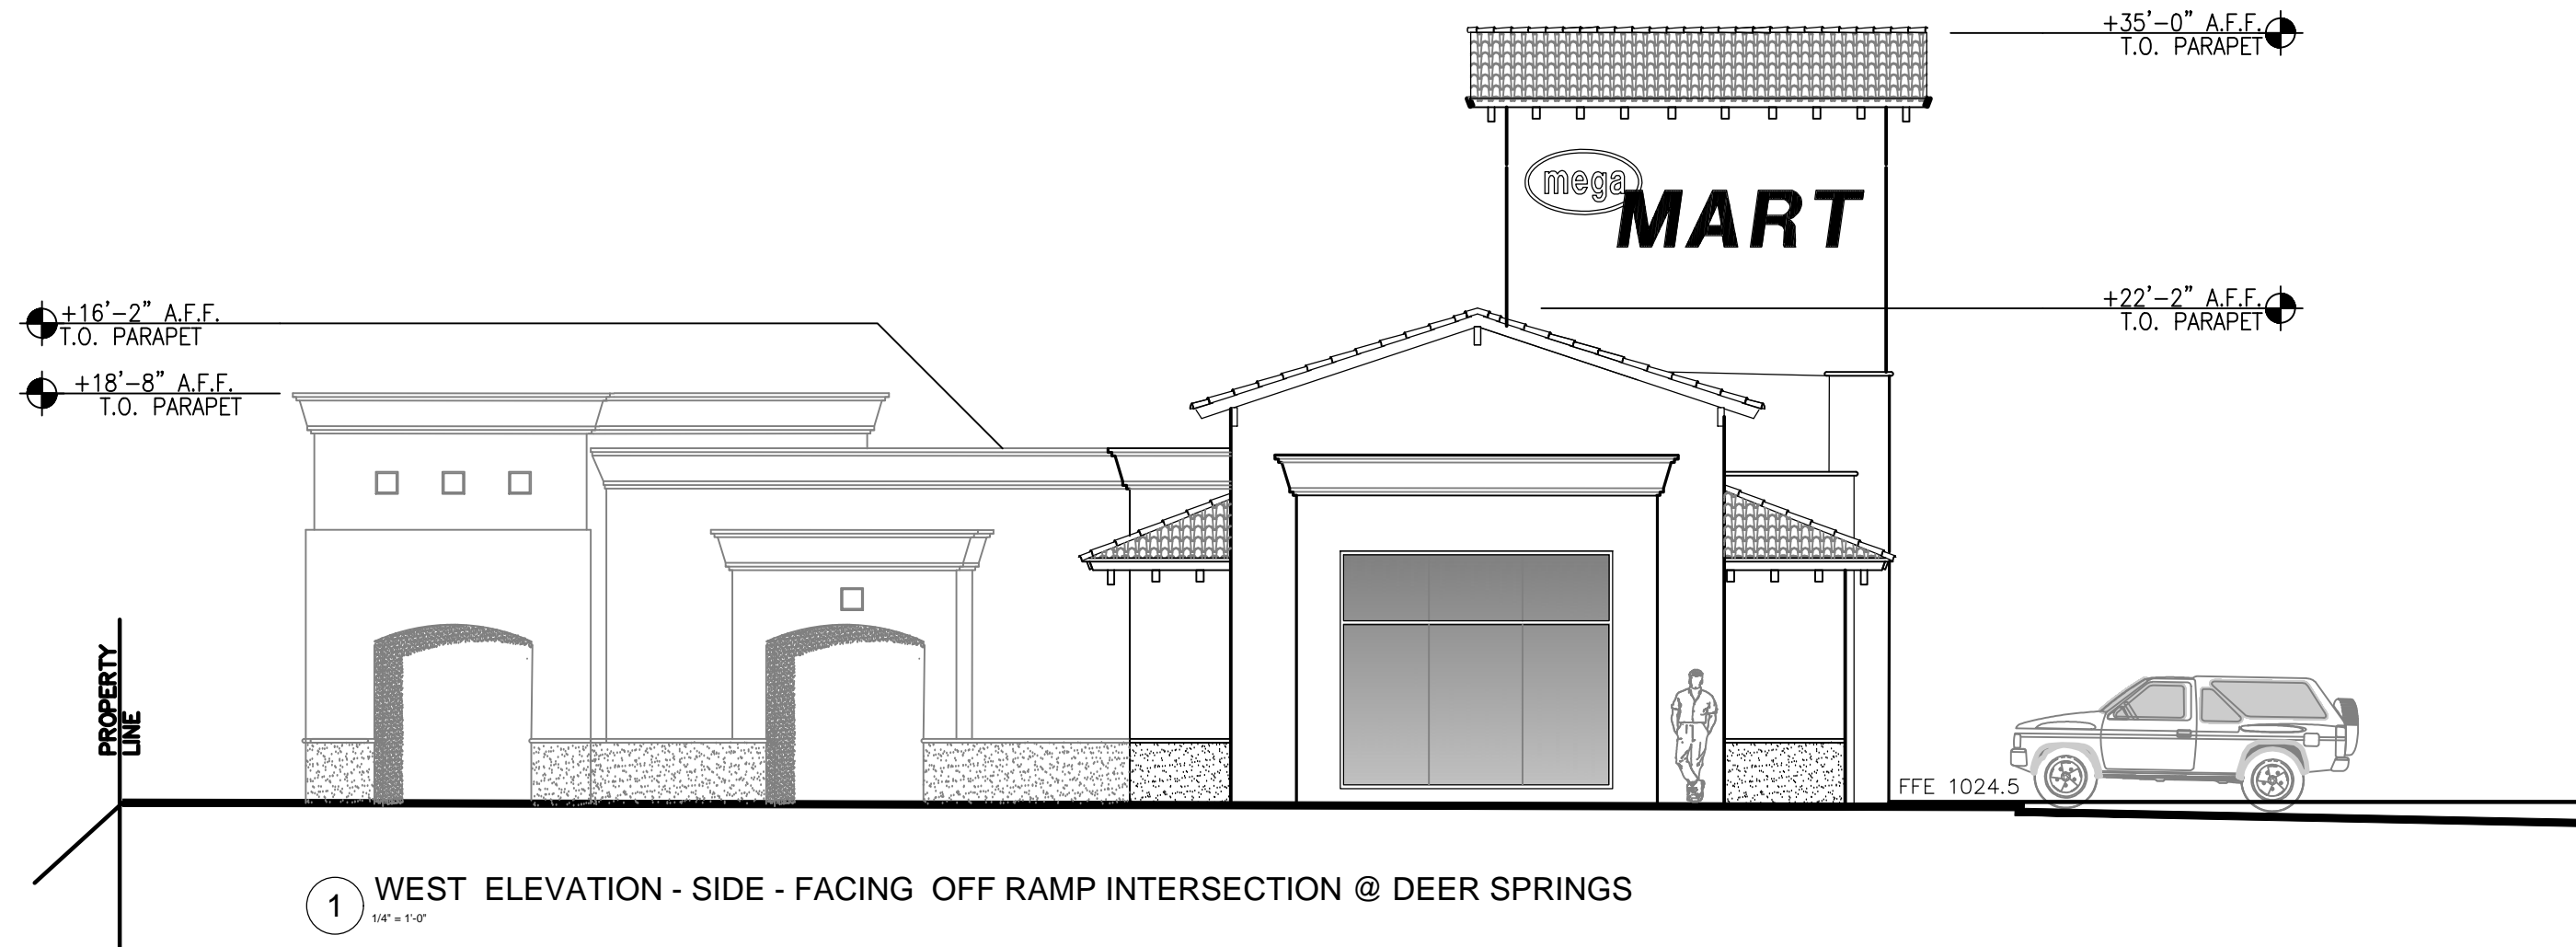 +35'-0" A.F.F.
T.O. PARAPET
mega
MART
+16'-2" A.F.F.
T.O. PARAPET
+22'-2" A.F.F.
T.O. PARAPET
+18'-8" A.F.F.
T.O. PARAPET
PROPERTY
LINE
FFE 1024.5
1 WEST ELEVATION - SIDE - FACING OFF RAMP INTERSECTION @ DEER SPRINGS
1/4" = 1'-0"